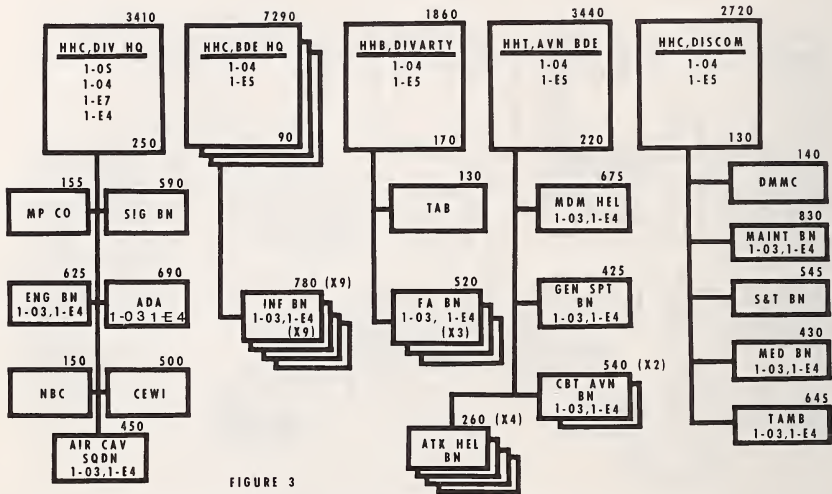 3410
HHC, DIV HQ
1-05
1-04
1-E7
1-E4
250
155
MP CO
590
SIG BN
625
ENG BN
1-03,1-E4
690
ADA
1-03 1-E4
150
NBC
500
CEWI
450
AIR CAV
SQDN
1-03,1-E4
7290
HHC,BDE HQ
1-04
1-E5
90
780 (X9)
INF BN
1-03,1-E4
(X9)
1860
HHB,DIVARTY
1-04
1-E5
170
130
TAB
520
FA BN
1-03, 1-E4
(X3)
3440
HHT,AVN BDE
1-04
1-E5
220
675
MDM HEL
1-03,1-E4
425
GEN SPT
BN
1-03,1-E4
540 (X2)
CBT AVN
BN
1-03,1-E4
260 (X4)
ATK HEL
BN
2720
HHC,DISCOM
1-04
1-E5
130
140
DMMC
830
MAINT BN
1-03,1-E4
545
S&T BN
430
MED BN
1-03,1-E4
645
TAMB
1-03,1-E4
FIGURE 3